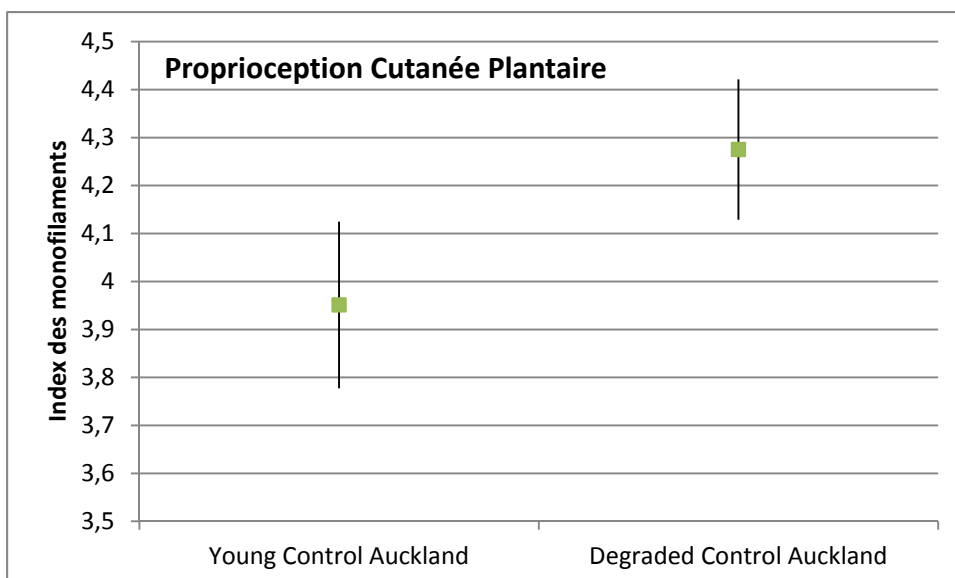 Proprioception Cutanée Plantaire
Index des monofilaments
4,5
4,4
4,3
4,2
4,1
4
3,9
3,8
3,7
3,6
3,5
Young Control Auckland
Degraded Control Auckland